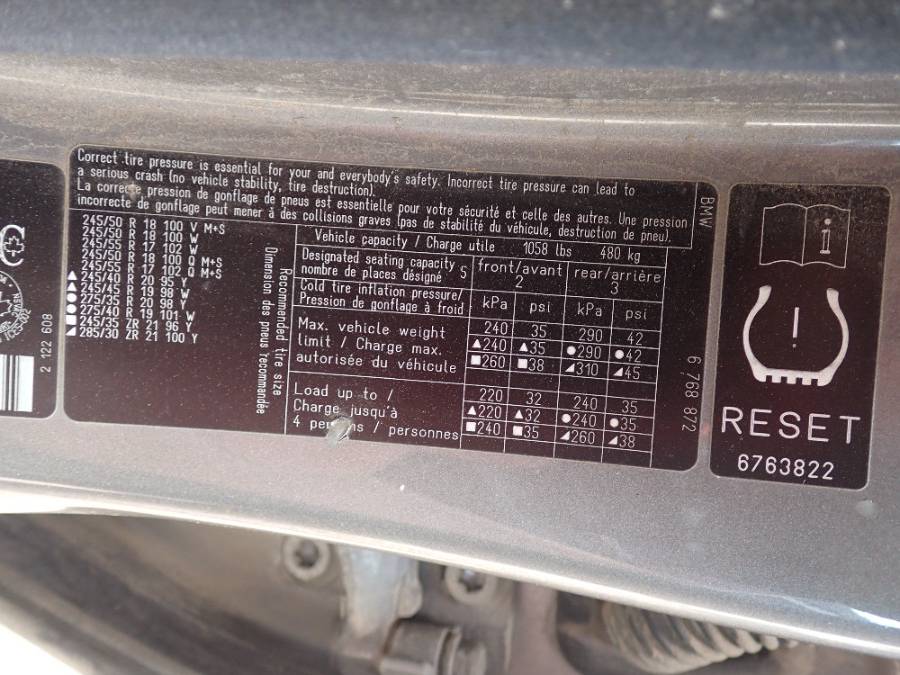 C
2 122 608
Correct tire pressure is essential for your and everybody's safety. Incorrect tire pressure can lead to
a serious crash (no vehicle stability, tire destruction).
La correcte pression de gonflage de pneus est essentielle pour votre sécurité et celle des autres. Une pression
incorrecte de gonflage peut mener à des collisions graves (pas de stabilité du véhicule, destruction de pneu).
245/50 R 18 100 V M+S
245/50 R 18 100 W
245/55 R 17 102 W
245/50 R 18 100 Q M+S
245/55 R 17 102 Q M+S
▲ 245/40 R 20 95 Y
▲ 245/45 R 19 98 W
● 275/35 R 20 98 Y
● 275/40 R 19 101 W
■ 245/35 ZR 21 96 Y
◢ 285/30 ZR 21 100 Y
Recommended tire size
Dimension des pneus recommandée
Vehicle capacity / Charge utile 1058 lbs 480 kg
Designated seating capacity
nombre de places désigné 5
front/avant
2
rear/arrière
3
Cold tire inflation pressure/
Pression de gonflage à froid
kPa psi kPa psi
Max. vehicle weight
limit / Charge max.
autorisée du véhicule
240 35 290 42
▲240 ▲35 ●290 ●42
■260 ■38 ◢310 ◢45
Load up to /
Charge jusqu'à
4 persons / personnes
220 32 240 35
▲220 ▲32 ●240 ●35
■240 ■35 ◢260 ◢38
BMW
6 768 872
i
!
RESET
6763822